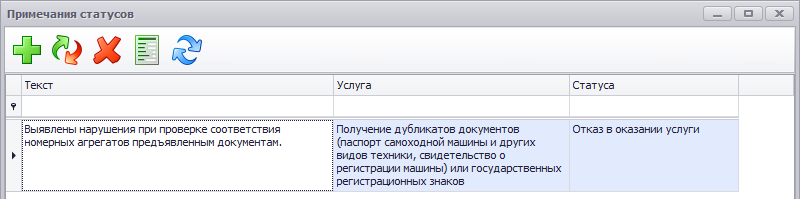 Примечания статусов
Текст
Услуга
Статуса
Выявлены нарушения при проверке соответствия
номерных агрегатов предъявленным документам.
Получение дубликатов документов
(паспорт самоходной машины и других
видов техники, свидетельство о
регистрации машины) или государственных
регистрационных знаков
Отказ в оказании услуги